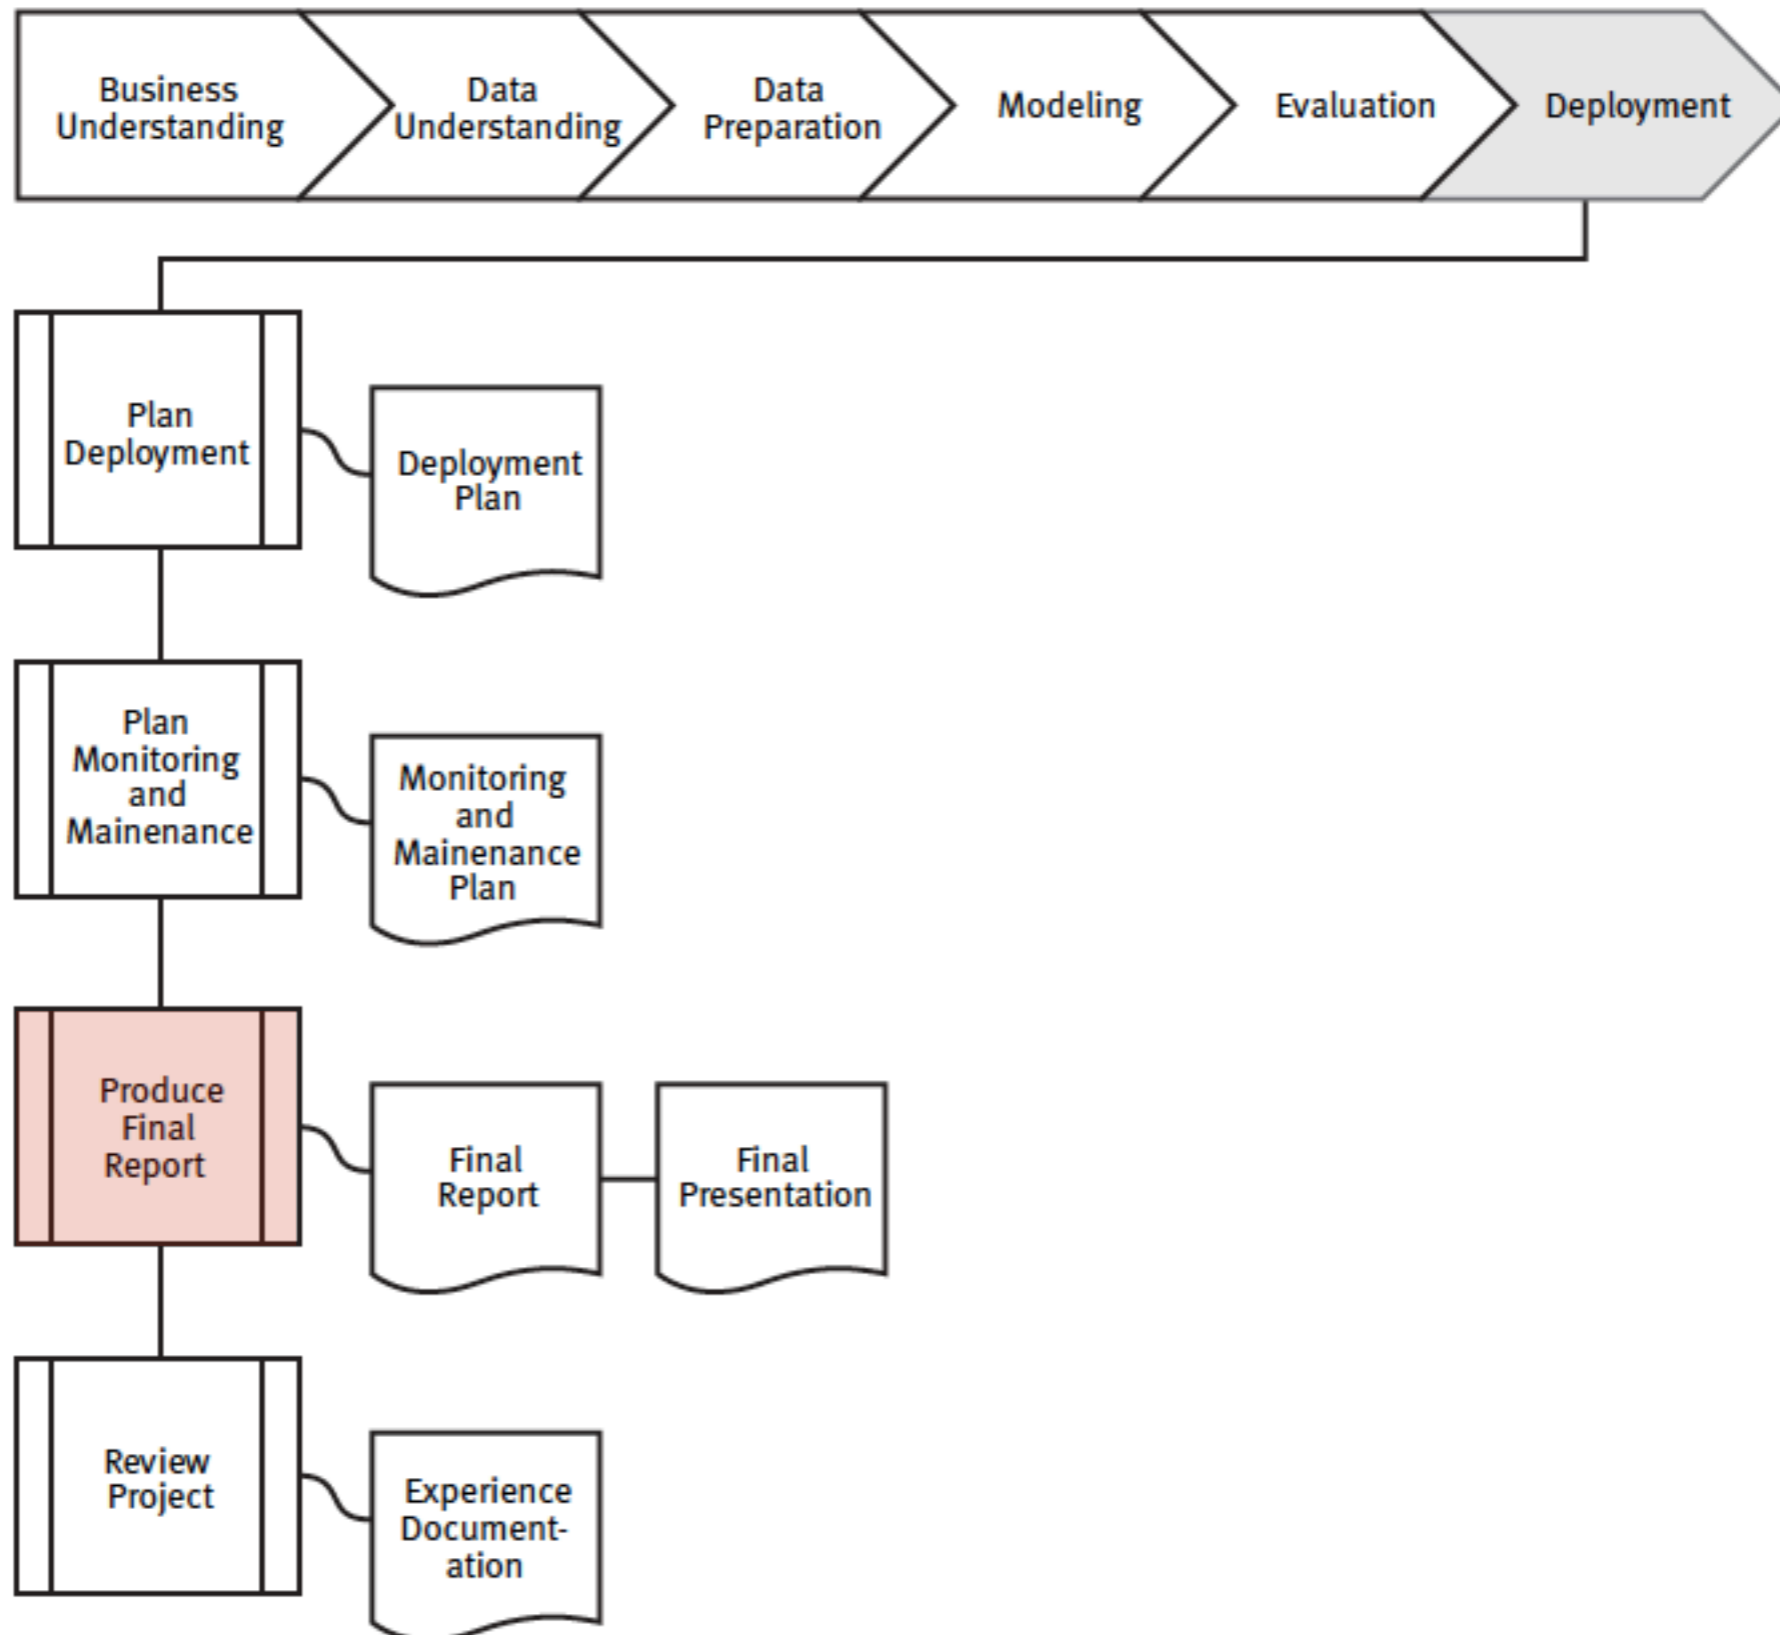 Business
Understanding
Data
Understanding
Data
Preparation
Modeling
Evaluation
Deployment
Plan
Deployment
Deployment
Plan
Plan
Monitoring
and
Mainenance
Monitoring
and
Mainenance
Plan
Produce
Final
Report
Final
Report
Final
Presentation
Review
Project
Experience
Document-
ation